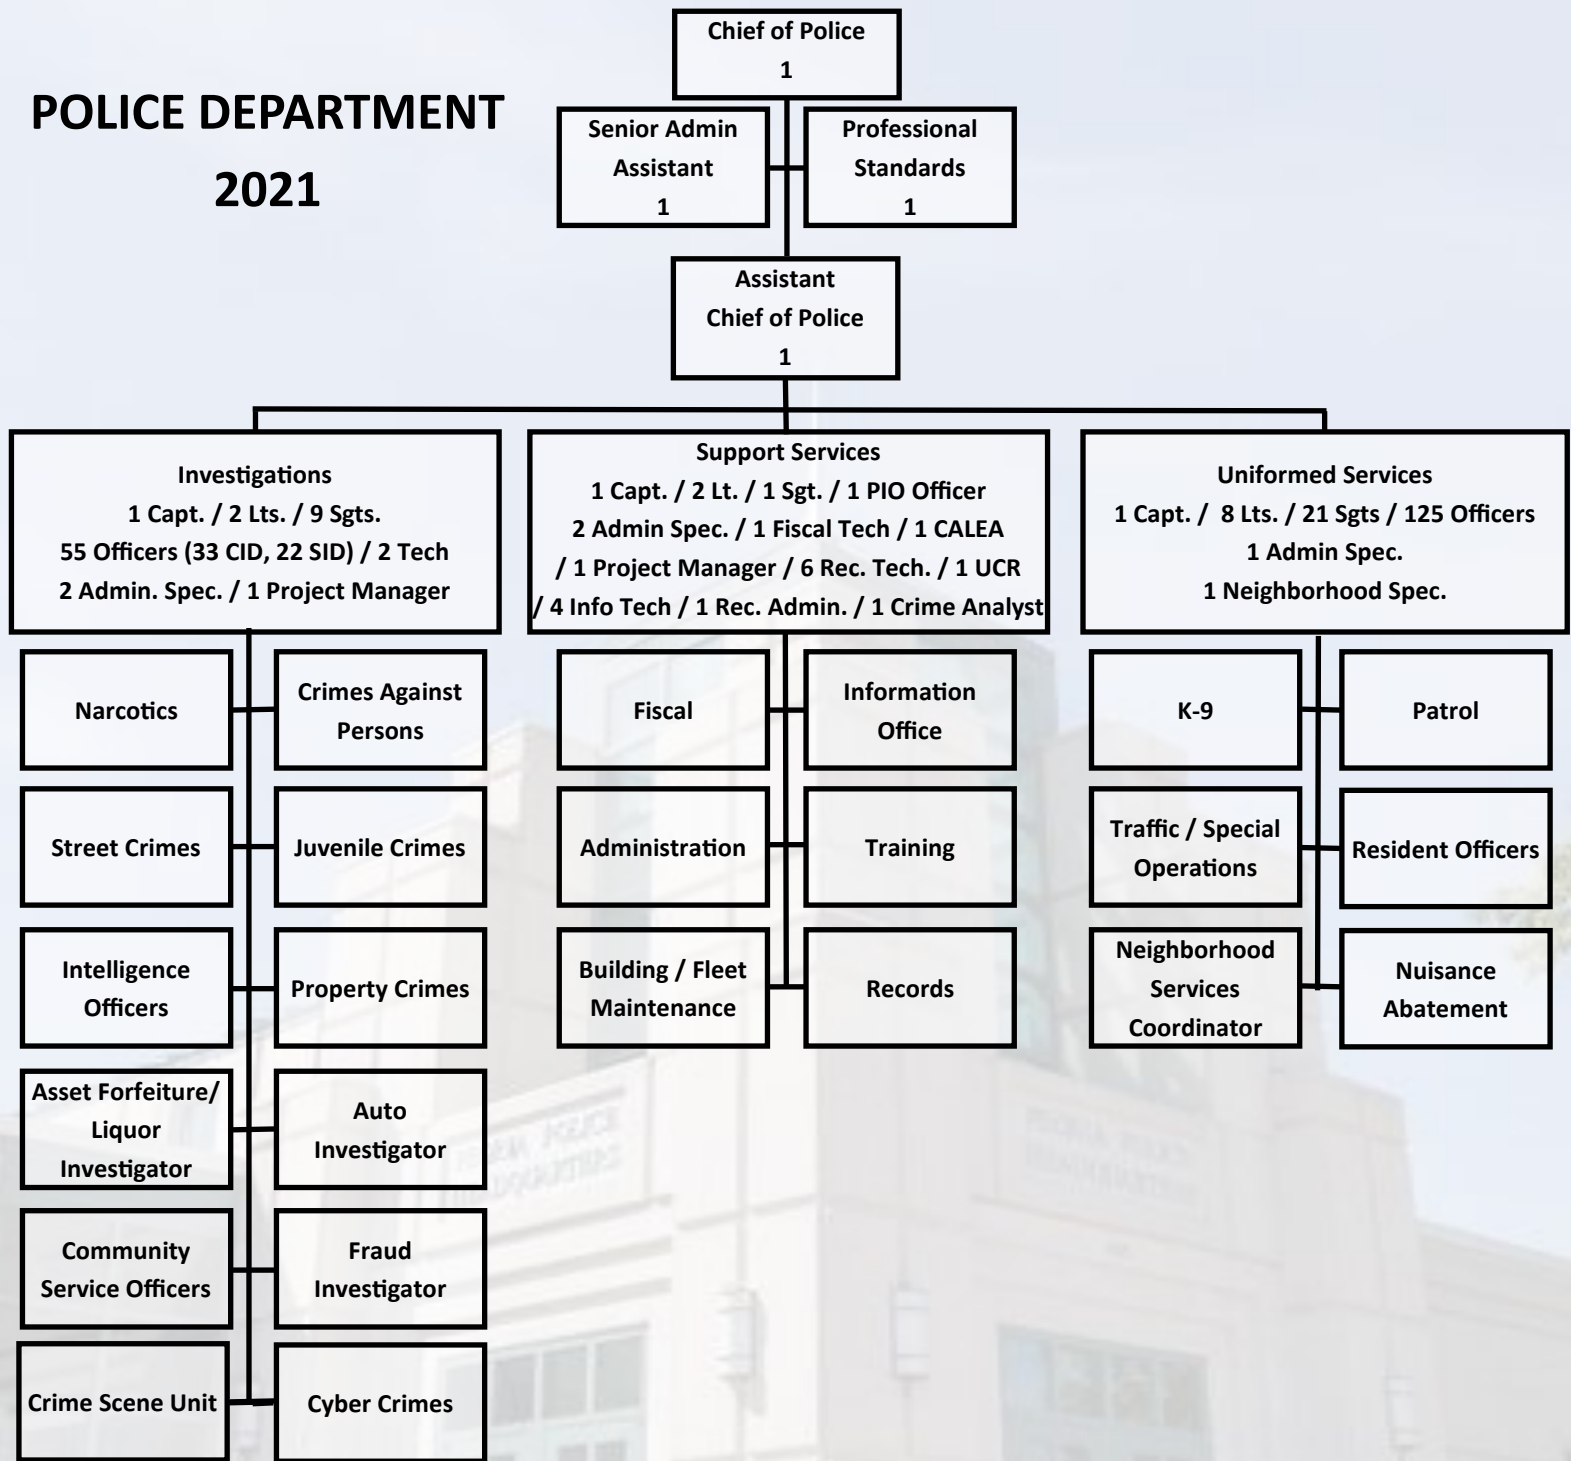 POLICE DEPARTMENT
2021
Chief of Police
1
Senior Admin
Assistant
1
Professional
Standards
1
Assistant
Chief of Police
1
Investigations
1 Capt. / 2 Lts. / 9 Sgts.
55 Officers (33 CID, 22 SID) / 2 Tech
2 Admin. Spec. / 1 Project Manager
Support Services
1 Capt. / 2 Lt. / 1 Sgt. / 1 PIO Officer
2 Admin Spec. / 1 Fiscal Tech / 1 CALEA
/ 1 Project Manager / 6 Rec. Tech. / 1 UCR
/ 4 Info Tech / 1 Rec. Admin. / 1 Crime Analyst
Uniformed Services
1 Capt. / 8 Lts. / 21 Sgts / 125 Officers
1 Admin Spec.
1 Neighborhood Spec.
Narcotics
Crimes Against
Persons
Street Crimes
Juvenile Crimes
Intelligence
Officers
Property Crimes
Asset Forfeiture/
Liquor
Investigator
Auto
Investigator
Community
Service Officers
Fraud
Investigator
Crime Scene Unit
Cyber Crimes
Fiscal
Information
Office
Administration
Training
Building / Fleet
Maintenance
Records
K-9
Patrol
Traffic / Special
Operations
Resident Officers
Neighborhood
Services
Coordinator
Nuisance
Abatement